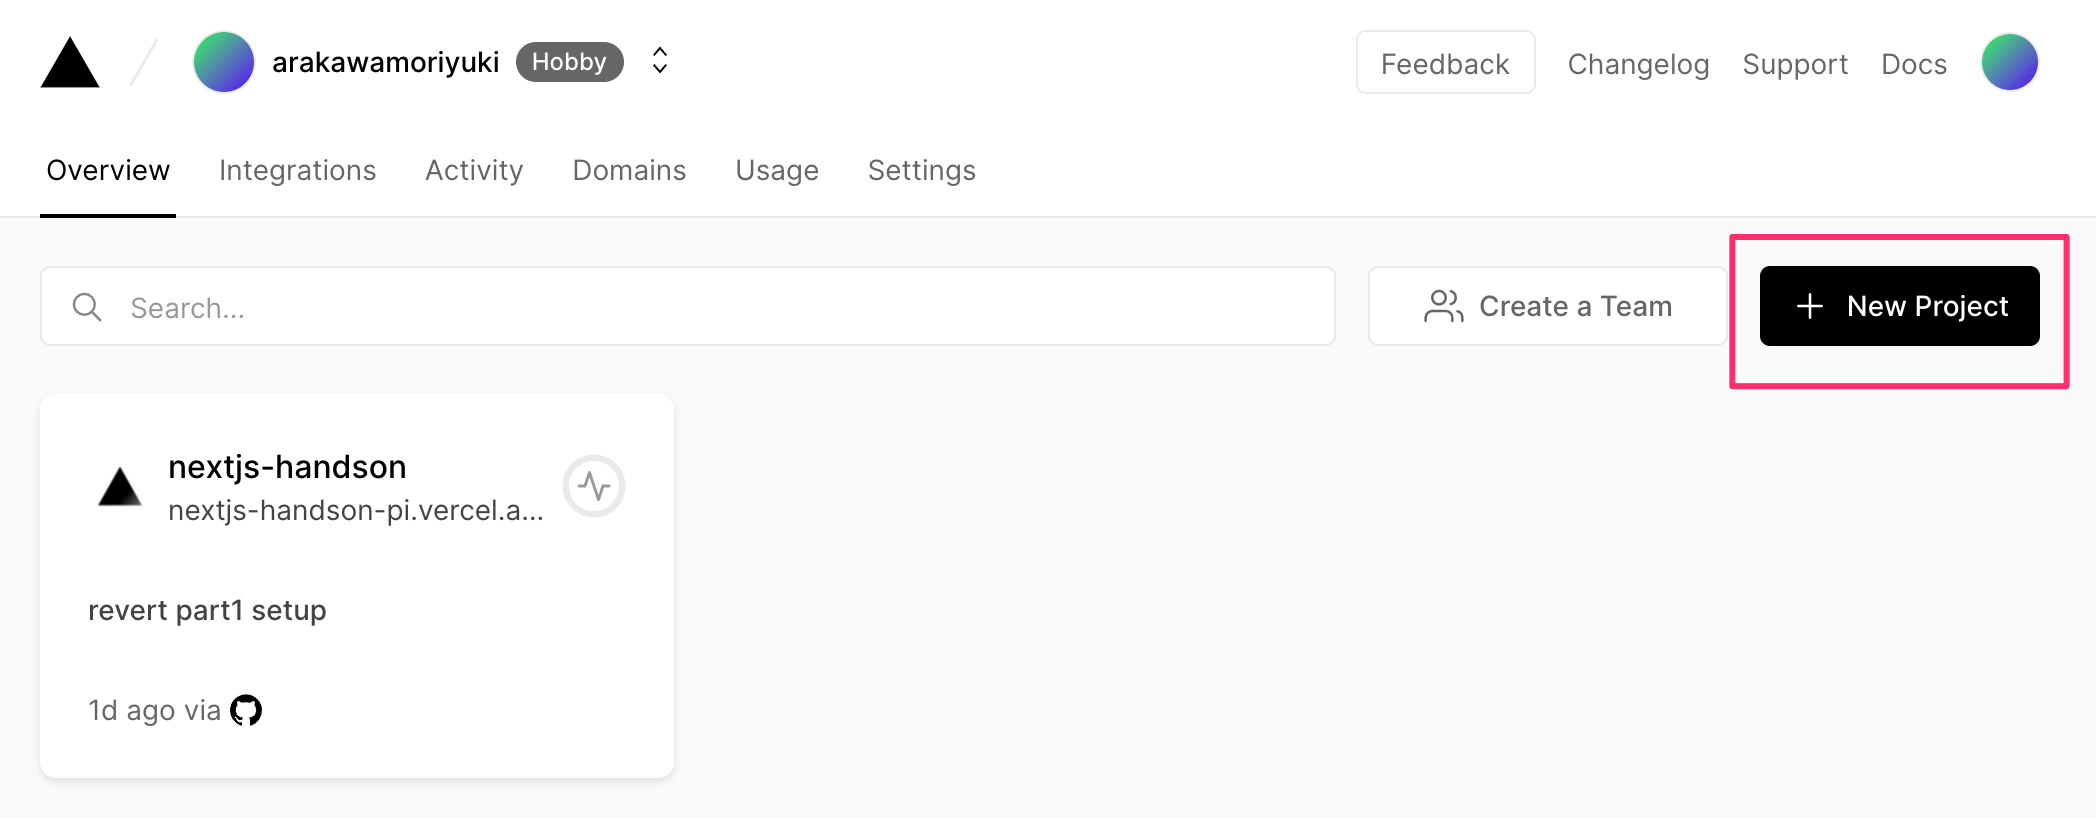 arakawamoriyuki Hobby Feedback Changelog Support Docs
Overview Integrations Activity Domains Usage Settings
Search... Create a Team New Project
nextjs-handson
nextjs-handson-pi.vercel.a...
revert part1 setup
1d ago via